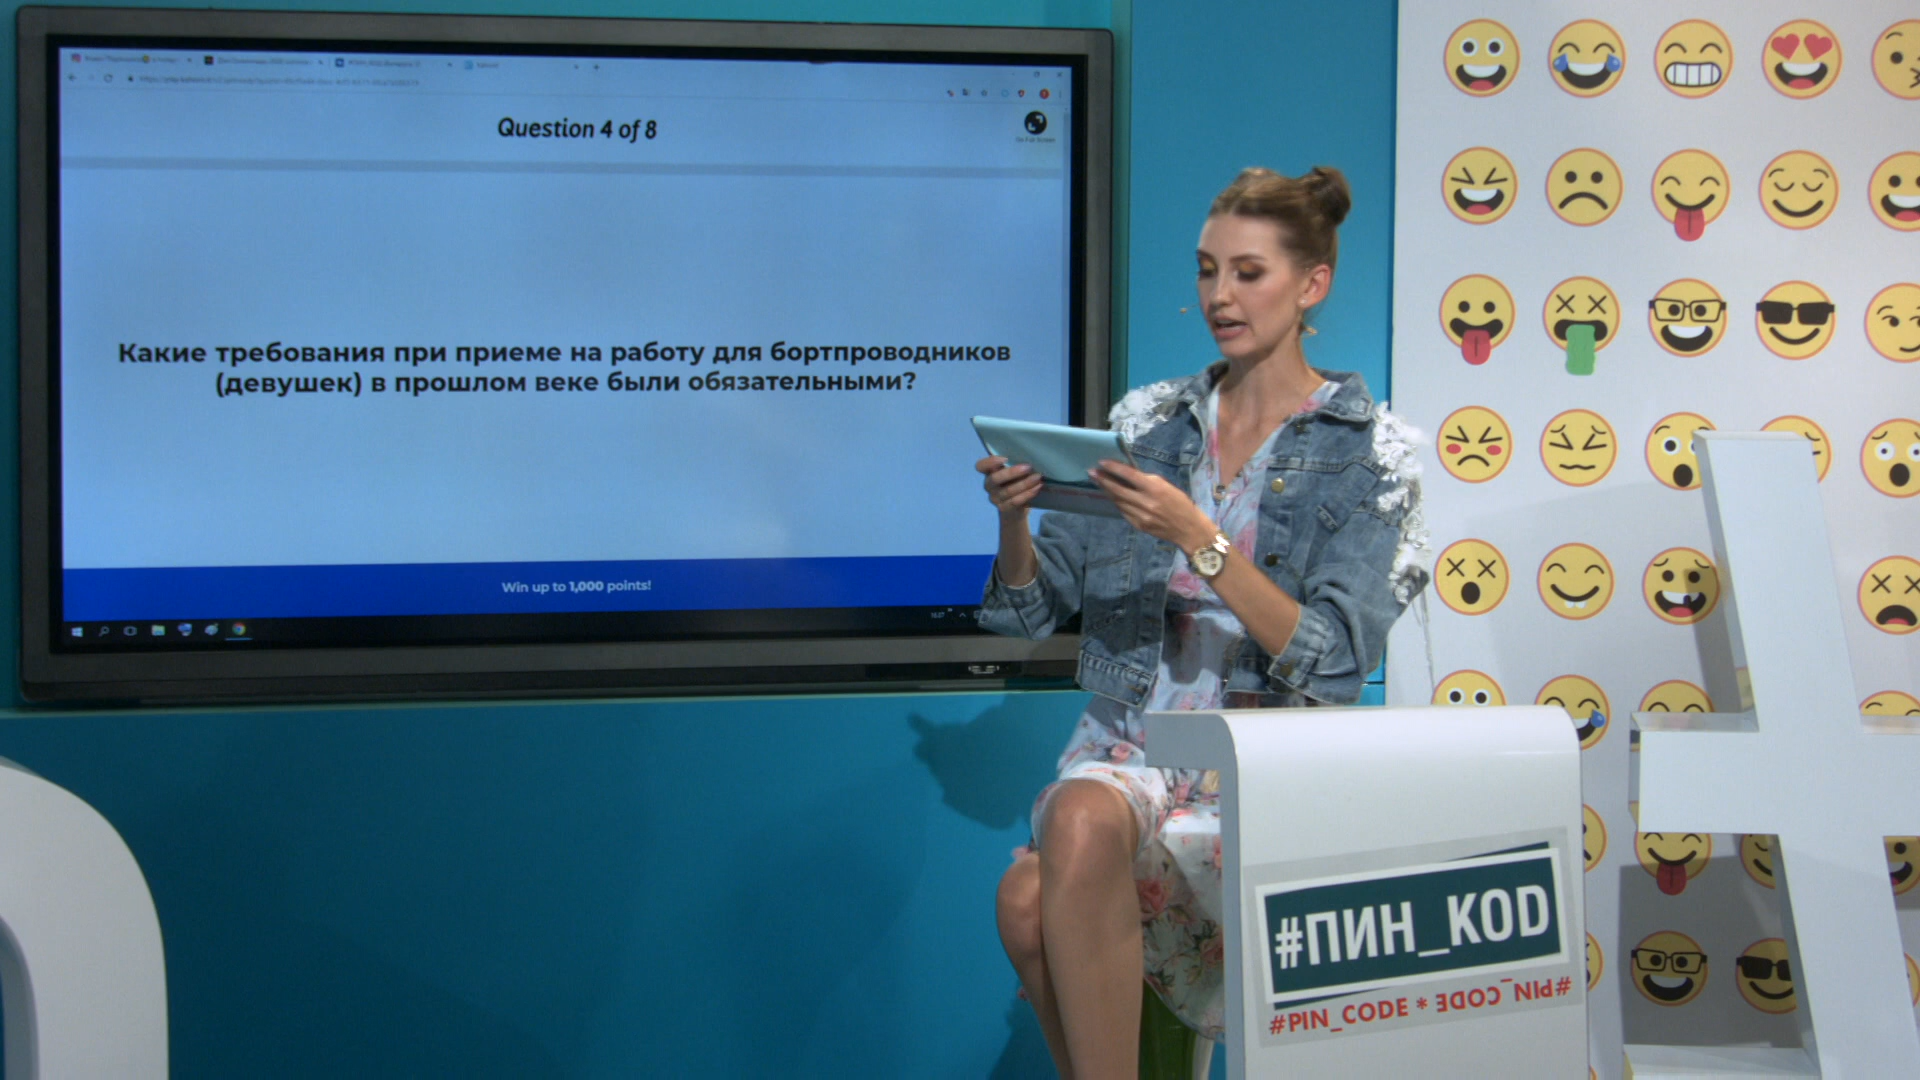 Question 4 of 8
Какие требования при приеме на работу для бортпроводников
(девушек) в прошлом веке были обязательными?
Win up to 1,000 points!
#ПИН_KOD
#PIN_CODE * #PIN_CODE